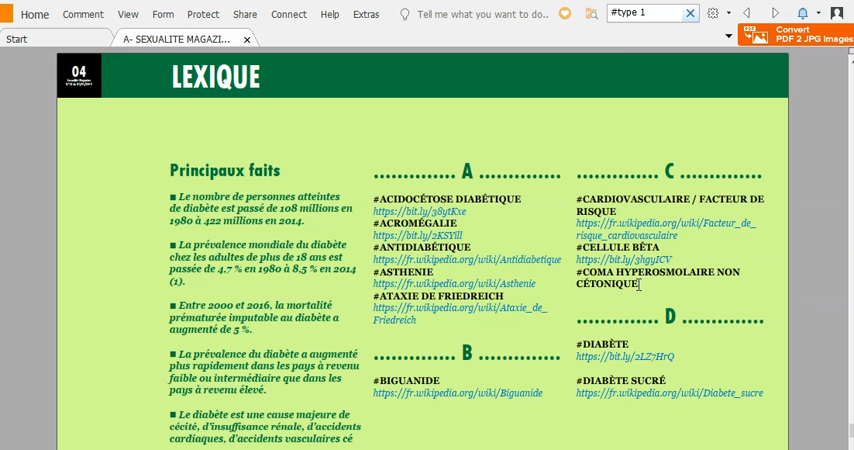 Home Comment View Form Protect Share Connect Help Extras Tell me what you want to do.. #type 1
Start A- SEXUALITE MAGAZI... Convert
PDF 2 JPG Images
04 LEXIQUE
Principaux faits
■ Le nombre de personnes atteintes
de diabète est passé de 108 millions en
1980 à 422 millions en 2014.
■ La prévalence mondiale du diabète
chez les adultes de plus de 18 ans est
passée de 4,7 % en 1980 à 8,5 % en 2014
(1).
■ Entre 2000 et 2016, la mortalité
prématurée imputable au diabète a
augmenté de 5 %.
■ La prévalence du diabète a augmenté
plus rapidement dans les pays à revenu
faible ou intermédiaire que dans les
pays à revenu élevé.
■ Le diabète est une cause majeure de
cécité, d'insuffisance rénale, d'accidents
cardiaques, d'accidents vasculaires cé
.............. A ..............
#ACIDOCÉTOSE DIABÉTIQUE
https://bit.ly/38ytKxe
#ACROMÉGALIE
https://bit.ly/2KSYill
#ANTIDIABÉTIQUE
https://fr.wikipedia.org/wiki/Antidiabetique
#ASTHENIE
https://fr.wikipedia.org/wiki/Asthenie
#ATAXIE DE FRIEDREICH
https://fr.wikipedia.org/wiki/Ataxie_de_
Friedreich
.............. B ..............
#BIGUANIDE
https://fr.wikipedia.org/wiki/Biguanide
.............. C ..............
#CARDIOVASCULAIRE / FACTEUR DE
RISQUE
https://fr.wikipedia.org/wiki/Facteur_de_
risque_cardiovasculaire
#CELLULE BÊTA
https://bit.ly/3hgyICV
#COMA HYPEROSMOLAIRE NON
CÉTONIQUE
.............. D ..............
#DIABÈTE
https://bit.ly/2LZ7HrQ
#DIABÈTE SUCRÉ
https://fr.wikipedia.org/wiki/Diabete_sucre